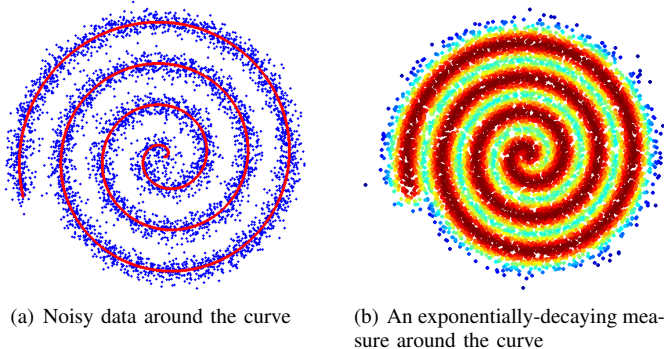 (a) Noisy data around the curve
(b) An exponentially-decaying mea-
sure around the curve